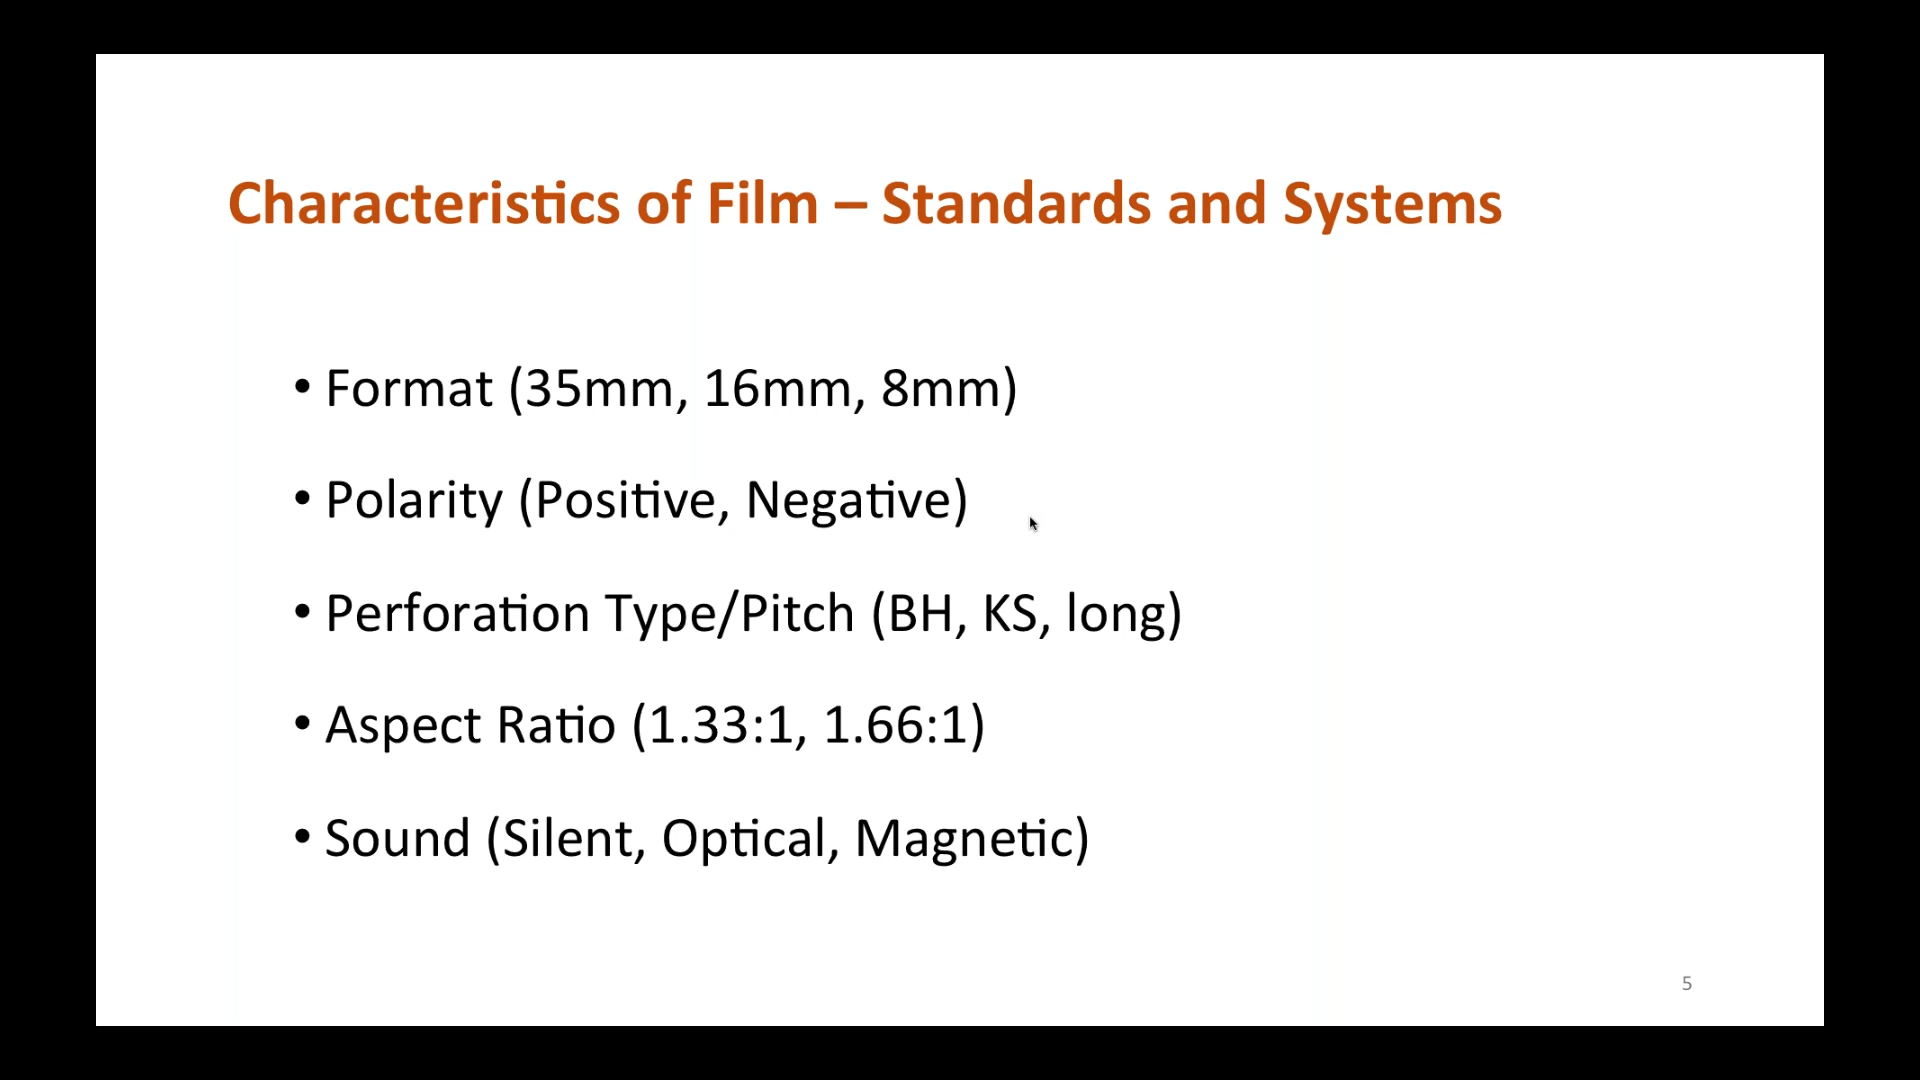 Characteristics of Film – Standards and Systems
• Format (35mm, 16mm, 8mm)
• Polarity (Positive, Negative)
• Perforation Type/Pitch (BH, KS, long)
• Aspect Ratio (1.33:1, 1.66:1)
• Sound (Silent, Optical, Magnetic)
5